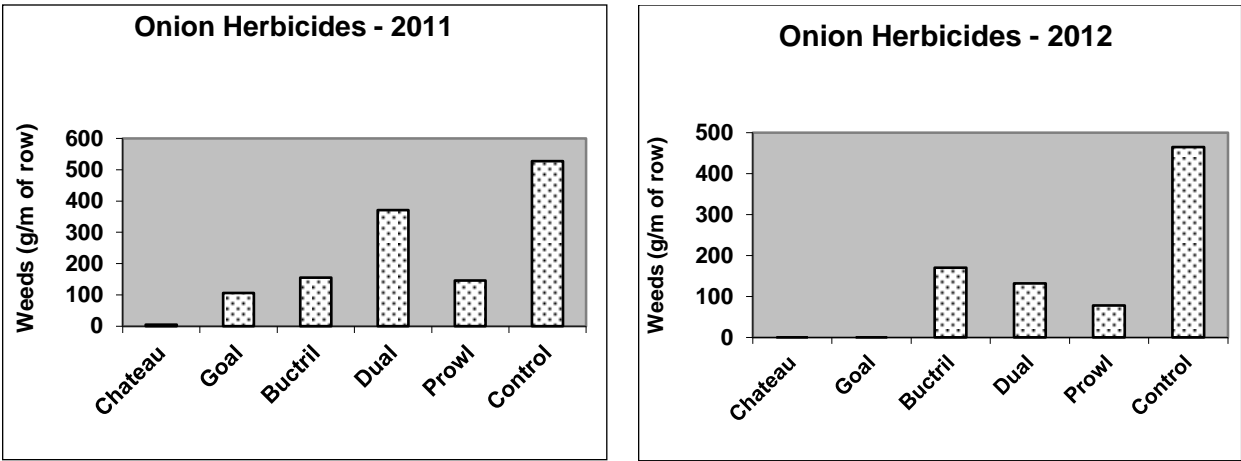 Onion Herbicides - 2011
Weeds (g/m of row)
600
500
400
300
200
100
0
Chateau
Goal
Buctril
Dual
Prowl
Control
Onion Herbicides - 2012
Weeds (g/m of row)
500
400
300
200
100
0
Chateau
Goal
Buctril
Dual
Prowl
Control